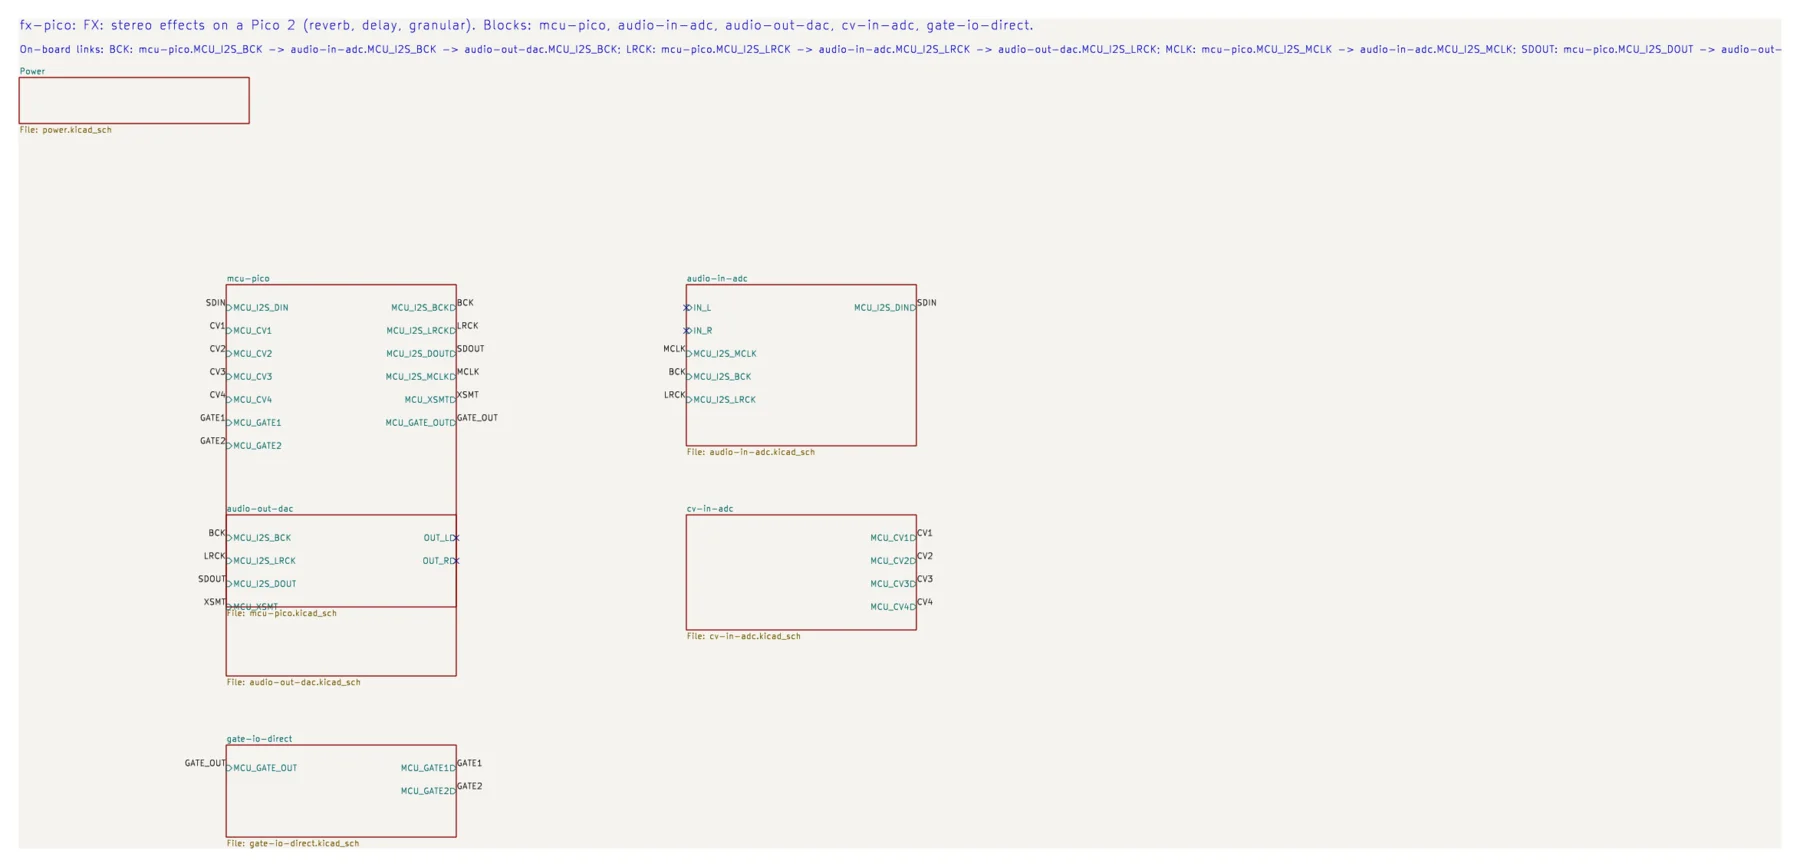 fx-pico: FX: stereo effects on a Pico 2 (reverb, delay, granular). Blocks: mcu-pico, audio-in-adc, audio-out-dac, cv-in-adc, gate-io-direct.
On-board links: BCK: mcu-pico.MCU_I2S_BCK -> audio-in-adc.MCU_I2S_BCK -> audio-out-dac.MCU_I2S_BCK; LRCK: mcu-pico.MCU_I2S_LRCK -> audio-in-adc.MCU_I2S_LRCK -> audio-out-dac.MCU_I2S_LRCK; MCLK: mcu-pico.MCU_I2S_MCLK -> audio-in-adc.MCU_I2S_MCLK; SDOUT: mcu-pico.MCU_I2S_DOUT -> audio-out-
Power
File: power.kicad_sch
mcu-pico
SDIN MCU_I2S_DIN MCU_I2S_BCK BCK
CV1 MCU_CV1 MCU_I2S_LRCK LRCK
CV2 MCU_CV2 MCU_I2S_DOUT SDOUT
CV3 MCU_CV3 MCU_I2S_MCLK MCLK
CV4 MCU_CV4 MCU_XSMT XSMT
GATE1 MCU_GATE1 MCU_GATE_OUT GATE_OUT
GATE2 MCU_GATE2
audio-in-adc
IN_L MCU_I2S_DIN SDIN
IN_R
MCLK MCU_I2S_MCLK
BCK MCU_I2S_BCK
LRCK MCU_I2S_LRCK
File: audio-in-adc.kicad_sch
audio-out-dac
BCK MCU_I2S_BCK OUT_L
LRCK MCU_I2S_LRCK OUT_R
SDOUT MCU_I2S_DOUT
XSMT MCU_XSMT
File: mcu-pico.kicad_sch
File: audio-out-dac.kicad_sch
cv-in-adc
MCU_CV1 CV1
MCU_CV2 CV2
MCU_CV3 CV3
MCU_CV4 CV4
File: cv-in-adc.kicad_sch
gate-io-direct
GATE_OUT MCU_GATE_OUT MCU_GATE1 GATE1
MCU_GATE2 GATE2
File: gate-io-direct.kicad_sch